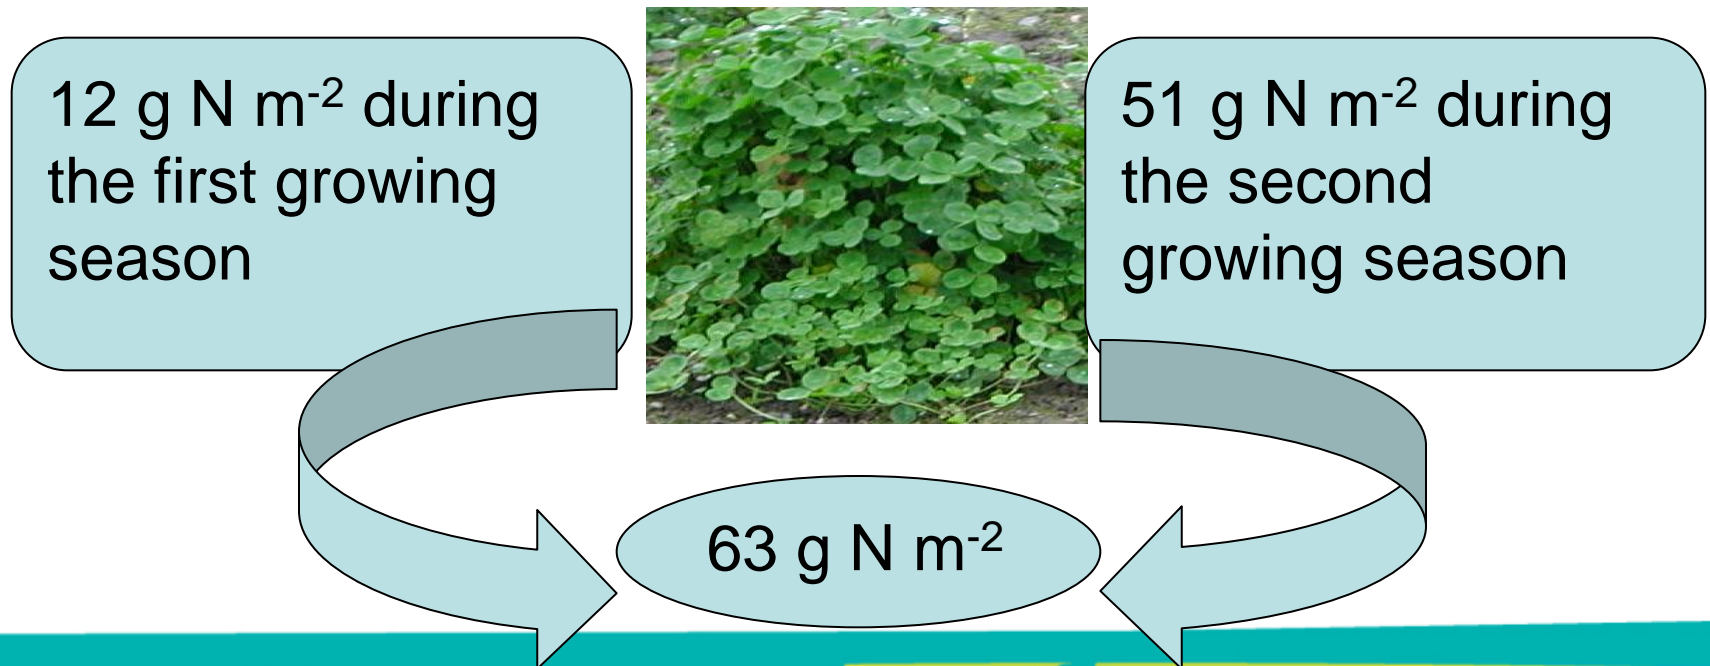 12 g N m-2 during
the first growing
season
51 g N m-2 during
the second
growing season
63 g N m-2